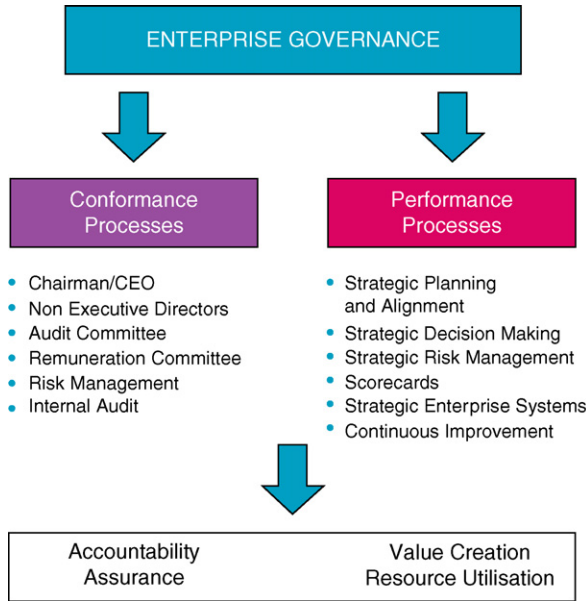 ENTERPRISE GOVERNANCE
Conformance
Processes
• Chairman/CEO
• Non Executive Directors
• Audit Committee
• Remuneration Committee
• Risk Management
• Internal Audit
Performance
Processes
• Strategic Planning
and Alignment
• Strategic Decision Making
• Strategic Risk Management
• Scorecards
• Strategic Enterprise Systems
• Continuous Improvement
Accountability
Assurance
Value Creation
Resource Utilisation